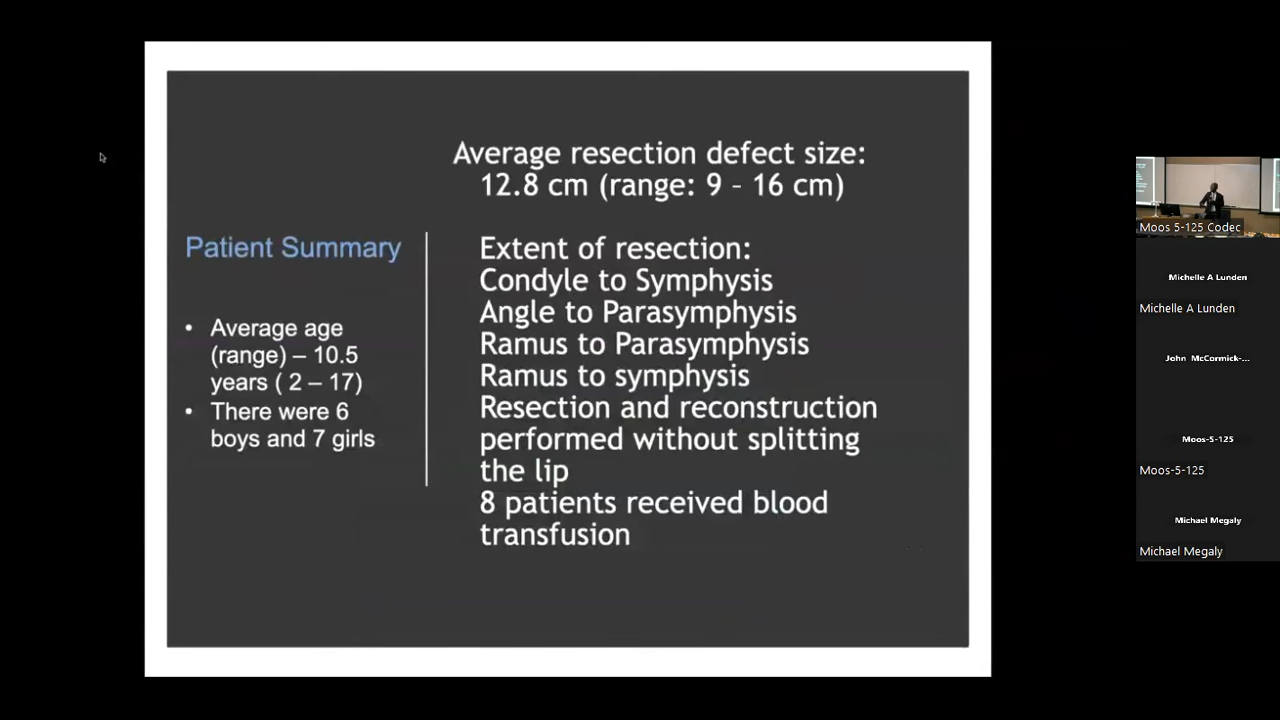 Average resection defect size:
12.8 cm (range: 9 – 16 cm)
Patient Summary
• Average age
(range) – 10.5
years ( 2 – 17)
• There were 6
boys and 7 girls
Extent of resection:
Condyle to Symphysis
Angle to Parasymphysis
Ramus to Parasymphysis
Ramus to symphysis
Resection and reconstruction
performed without splitting
the lip
8 patients received blood
transfusion
Moos 5-125 Codec
Michelle A Lunden
Michelle A Lunden
John McCormick-...
Moos-5-125
Moos-5-125
Michael Megaly
Michael Megaly